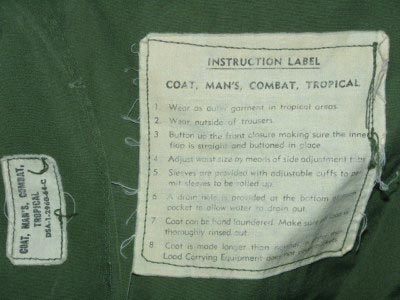 INSTRUCTION LABEL
COAT, MAN'S, COMBAT, TROPICAL
1. Wear as outer garment in tropical areas.
2. Wear outside of trousers.
3. Button up the front closure making sure the inner
is straight and buttoned in place.
4. Adjust waist size by means of side adjustment tabs
5. Sleeves are provided with adjustable cuffs to per-
mit sleeves to be rolled up.
6. A drain hole is provided at the bottom
pocket to allow water to drain out.
7 Coat can be hand laundered. Make sure
thoroughly rinsed out.
8 Coat is made longer than
Load Carrying Equipment does not
COAT, MAN'S, COMBAT,
TROPICAL